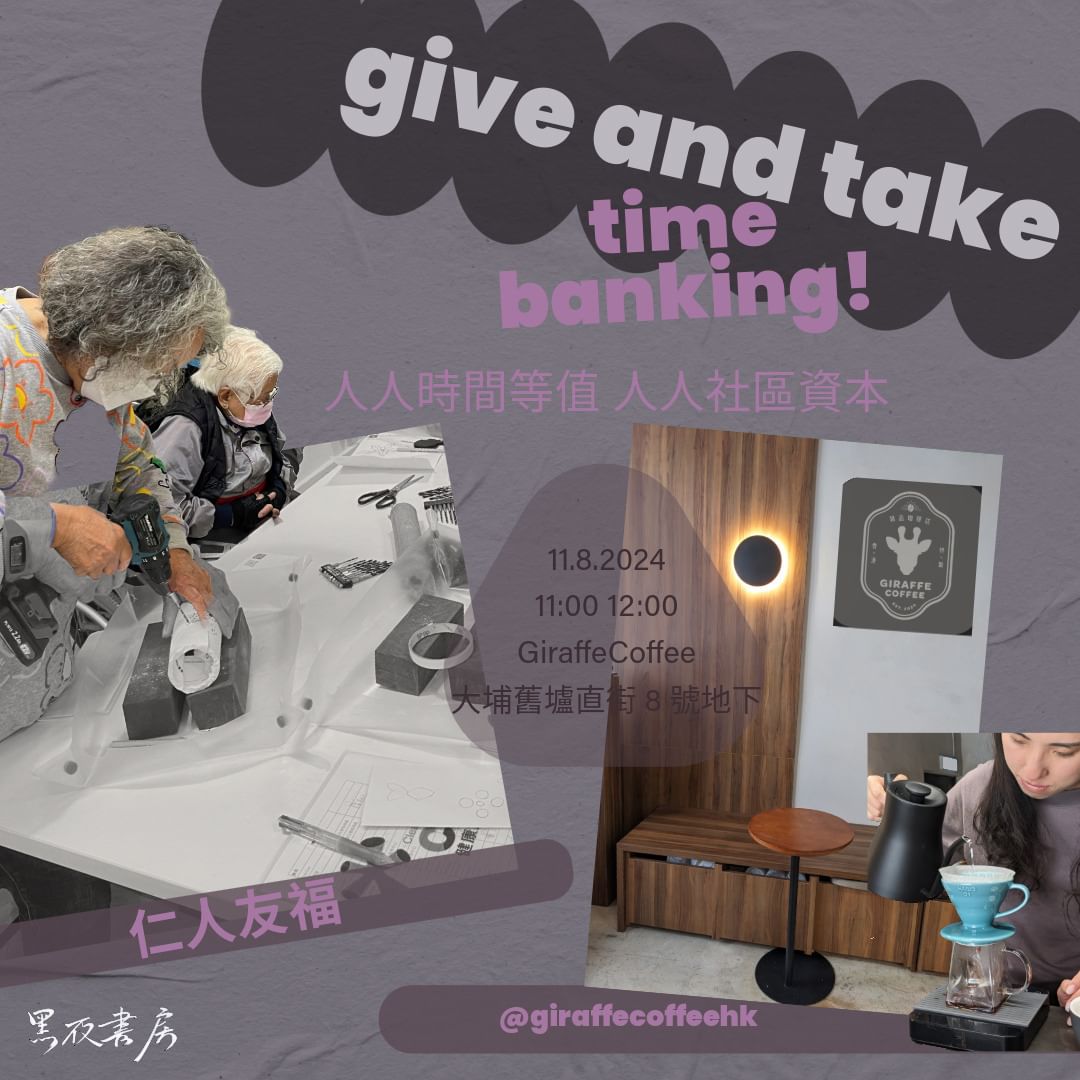 give and take
time
banking!
人人時間等值 人人社區資本
11.8.2024
11:00 12:00
GiraffeCoffee
大埔舊墟直街 8 號地下
GIRAFFE
COFFEE
仁人友福
@giraffecoffeehk
黑夜書房